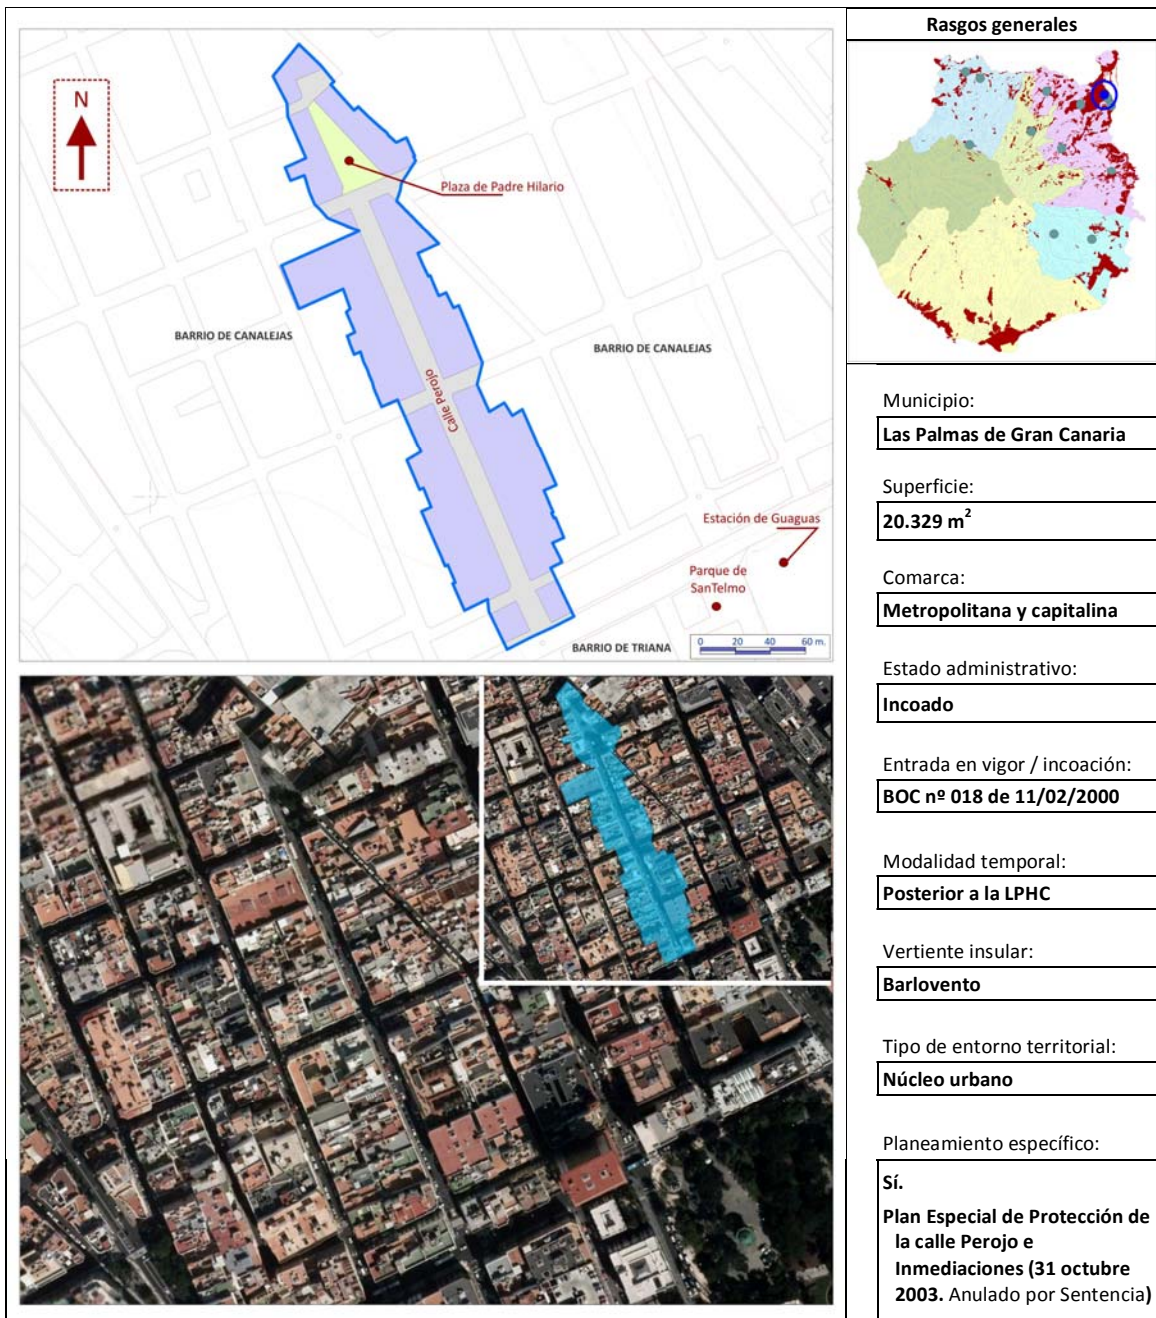 Rasgos generales
N
Plaza de Padre Hilario
BARRIO DE CANALEJAS
BARRIO DE CANALEJAS
Calle Perojo
Estación de Guaguas
Parque de
SanTelmo
BARRIO DE TRIANA
0 20 40 60 m.
Municipio:
Las Palmas de Gran Canaria
Superficie:
20.329 m²
Comarca:
Metropolitana y capitalina
Estado administrativo:
Incoado
Entrada en vigor / incoación:
BOC nº 018 de 11/02/2000
Modalidad temporal:
Posterior a la LPHC
Vertiente insular:
Barlovento
Tipo de entorno territorial:
Núcleo urbano
Planeamiento específico:
Sí.
Plan Especial de Protección de
la calle Perojo e
Inmediaciones (31 octubre
2003. Anulado por Sentencia)